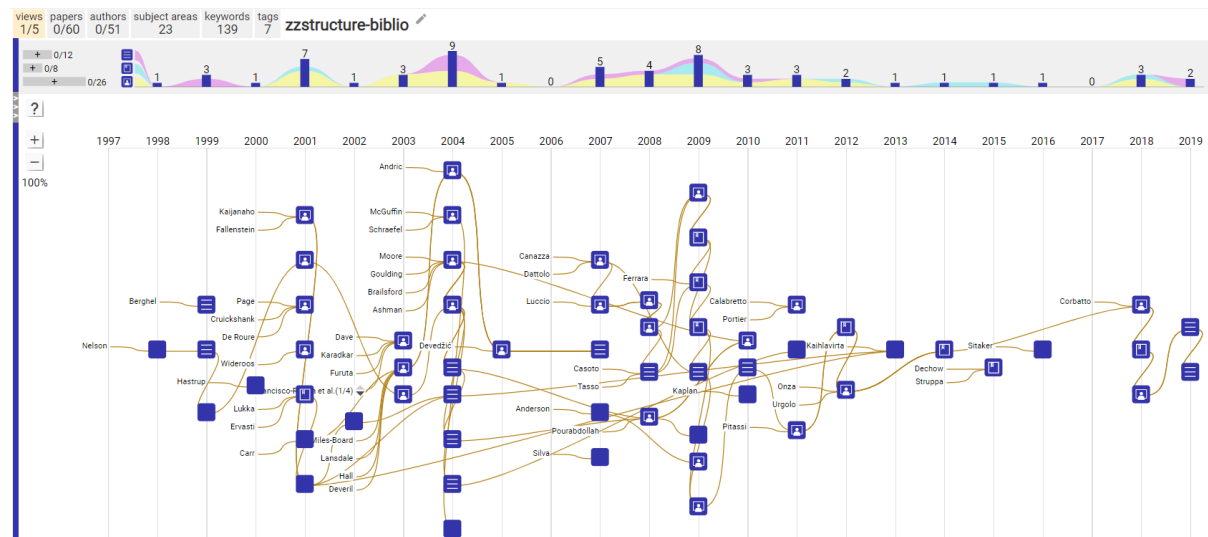 views papers authors subject areas keywords tags
1/5 0/60 0/51 23 139 7 zzstructure-biblio
+ 0/12
+ 0/8
+ 0/26
1 3 1 7 1 3 9 1 0 5 4 8 3 3 2 1 1 1 1 0 3 2
?
+
−
100%
1997 1998 1999 2000 2001 2002 2003 2004 2005 2006 2007 2008 2009 2010 2011 2012 2013 2014 2015 2016 2017 2018 2019
Andric
Kaijanaho McGuffin
Fallenstein Schraefel
Moore Canazza
Goulding Dattolo
Brailsford Ferrara
Berghel Page Ashman Luccio Calabretto Corbatto
Cruickshank Portier
De Roure Dave
Nelson Karadkar Devedžić Kaihlavirta Sitaker
Wideroos Furuta Casoto Dechow
Hastrup et al.(1/4) Tasso Kaplan Onza Struppa
Lukka Anderson Urgolo
Ervasti Miles-Board Pourabdollah Pitassi
Carr Lansdale Silva
Hall
Deveril